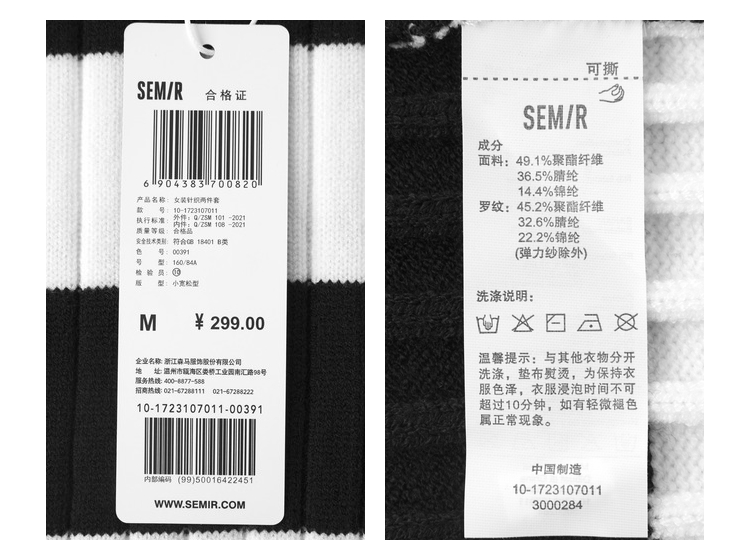 SEM/R 合格证
6 904383 700820
产品名称: 女装针织两件套
款 号: 10-1723107011
执行标准: 外件: Q/ZSM 101 -2021
内件: Q/ZSM 108 -2021
质量等级: 合格品
安全技术类别: 符合GB 18401 B类
色 号: 00391
号 型: 160/84A
检 验 员: ⑩
版 型: 小宽松型
M ¥ 299.00
企业名称: 浙江森马服饰股份有限公司
地 址: 温州市瓯海区娄桥工业园南汇路98号
服务热线: 400-8877-588
招商热线: 021-67288111 021-67288222
10-1723107011-00391
内部编码 (99)50016422451
WWW.SEMIR.COM
可撕
SEM/R
成分
面料: 49.1%聚酯纤维
36.5%腈纶
14.4%锦纶
罗纹: 45.2%聚酯纤维
32.6%腈纶
22.2%锦纶
(弹力纱除外)
洗涤说明:
温馨提示: 与其他衣物分开
洗涤, 垫布熨烫, 为保持衣
服色泽, 衣服浸泡时间不可
超过10分钟, 如有轻微褪色
属正常现象。
中国制造
10-1723107011
3000284